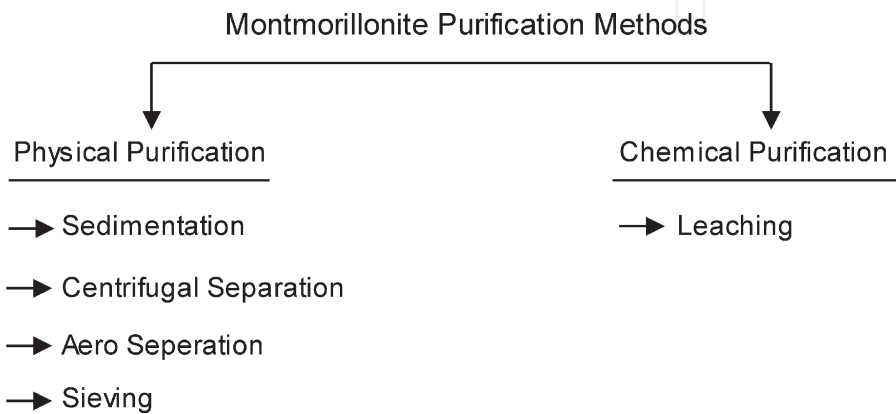 Montmorillonite Purification Methods
Physical Purification
Sedimentation
Centrifugal Separation
Aero Seperation
Sieving
Chemical Purification
Leaching